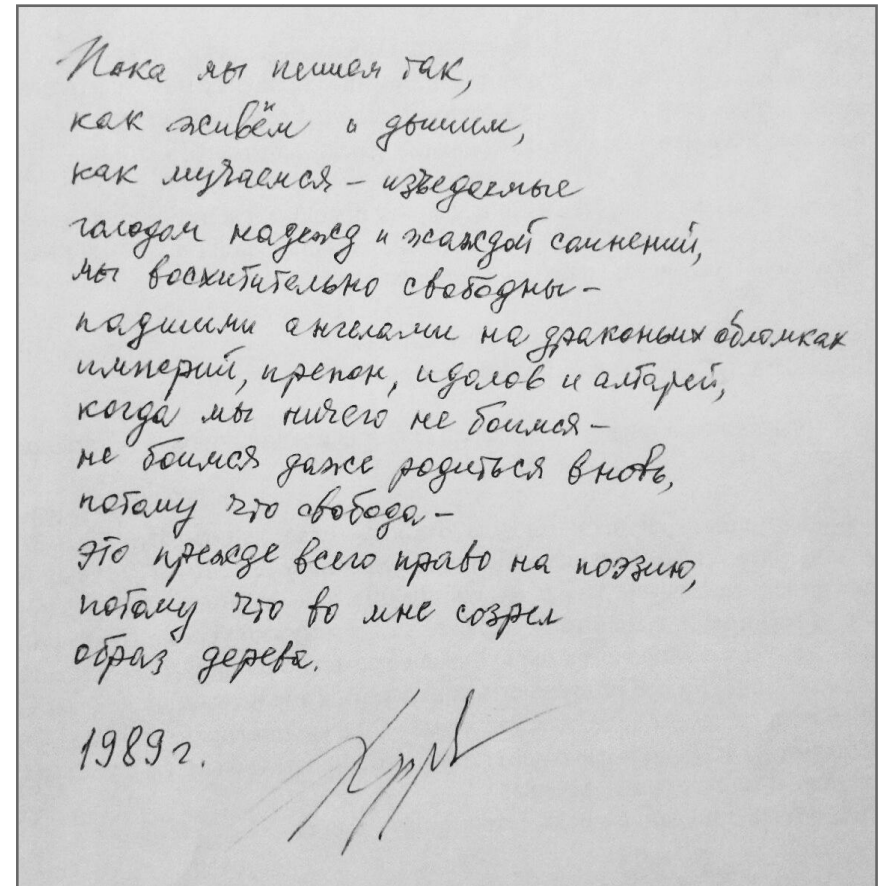 Пока мы пишем так,
как живём и дышим,
как мучаемся – изъедаемые
голодом надежд и жаждой сомнений,
мы восхитительно свободны –
падшими ангелами на драконьих обломках
империй, препон, идолов и алтарей,
когда мы ничего не боимся –
не боимся даже родиться вновь,
потому что свобода –
это прежде всего право на поэзию,
потому что во мне созрел
образ дерева.
1989 г.